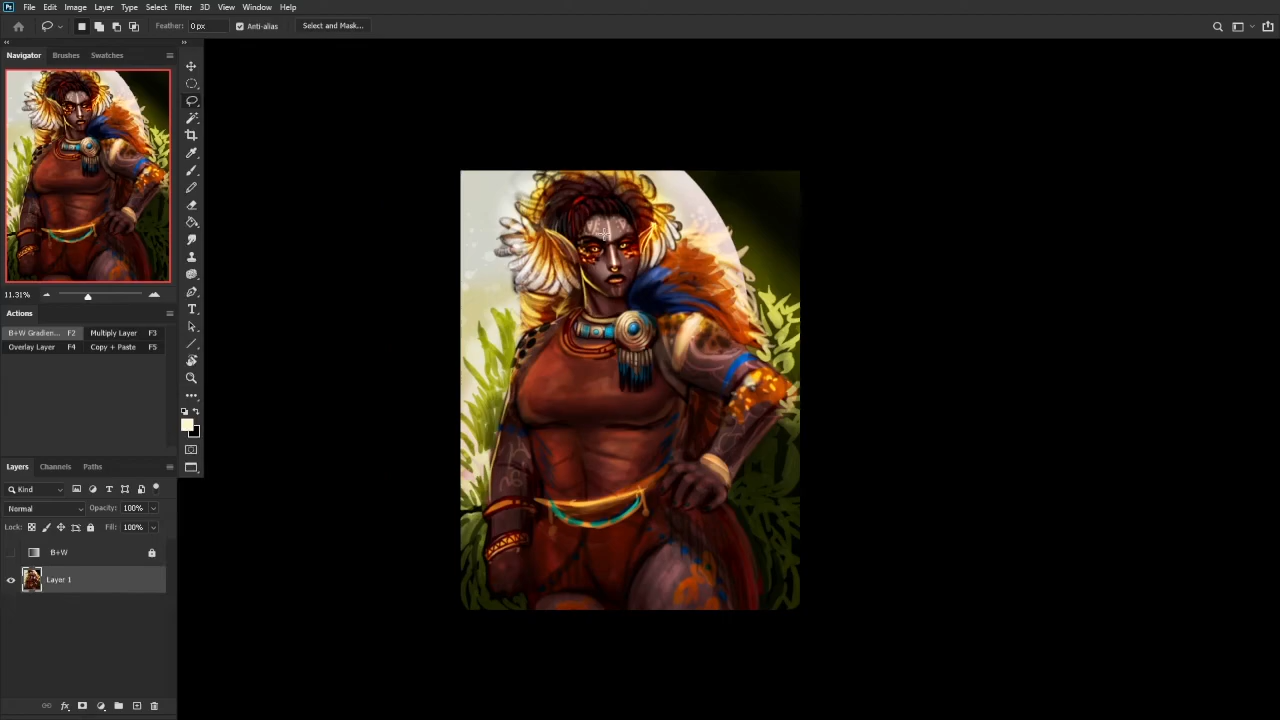 Ps File Edit Image Layer Type Select Filter 3D View Window Help
Feather: 0 px Anti-alias Select and Mask...
Navigator Brushes Swatches
11.31%
Actions
B+W Gradien... F2 Multiply Layer F3
Overlay Layer F4 Copy + Paste F5
Layers Channels Paths
Kind
Normal Opacity: 100%
Lock: Fill: 100%
B+W
Layer 1